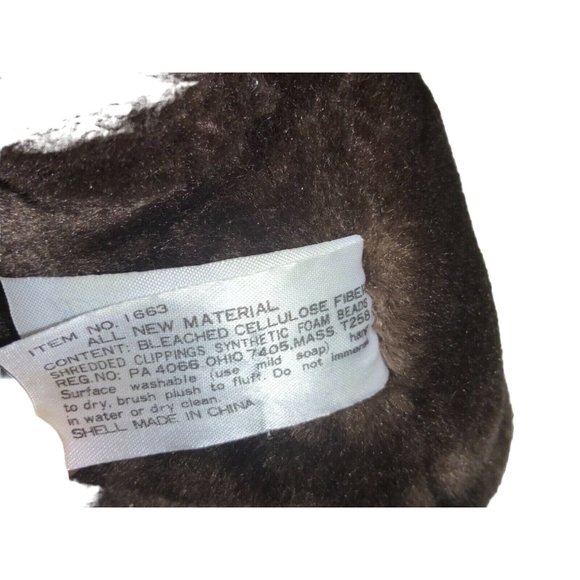 ITEM NO. 1663
ALL NEW MATERIAL
CONTENT: BLEACHED CELLULOSE FIBER
SHREDDED CLIPPINGS SYNTHETIC FOAM BEADS
REG.NO: PA 4066 OHIO 7405.MASS T258
Surface washable (use mild soap) hang
to dry, brush plush to fluff. Do not immerse
in water or dry clean.
SHELL MADE IN CHINA